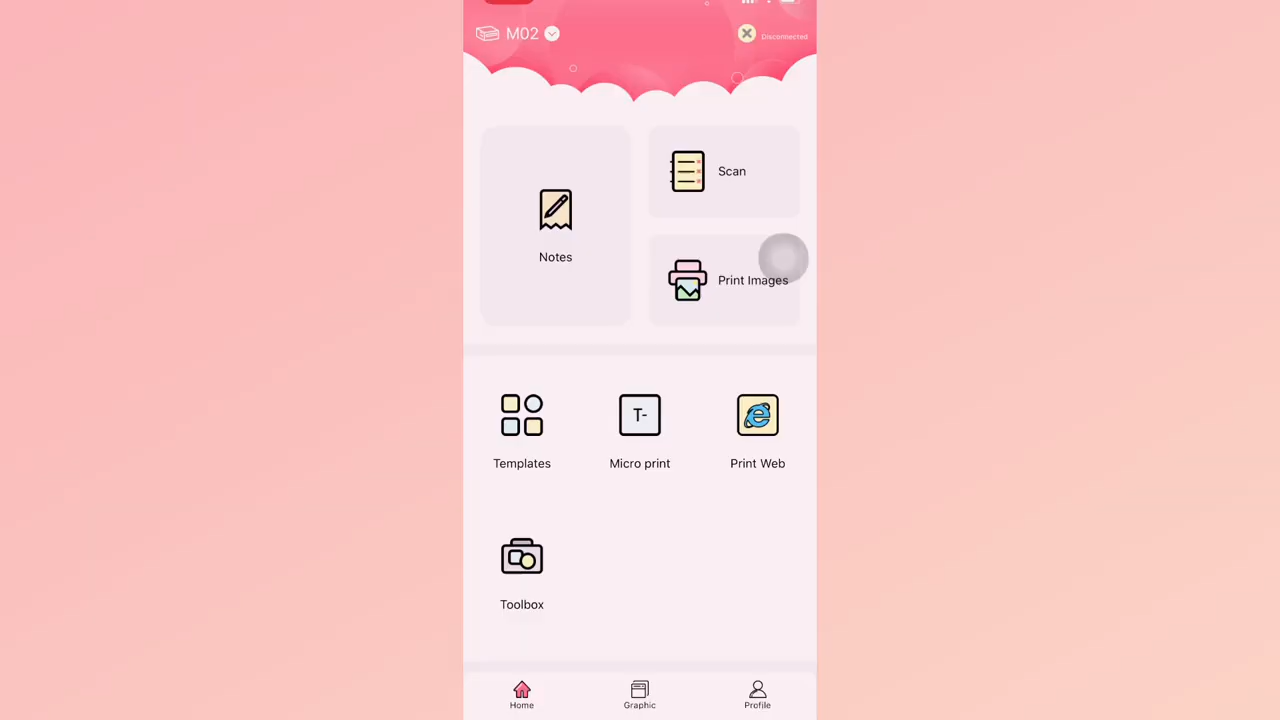 M02
Disconnected
Scan
Notes
Print Images
T-
Templates
Micro print
Print Web
Toolbox
Home
Graphic
Profile